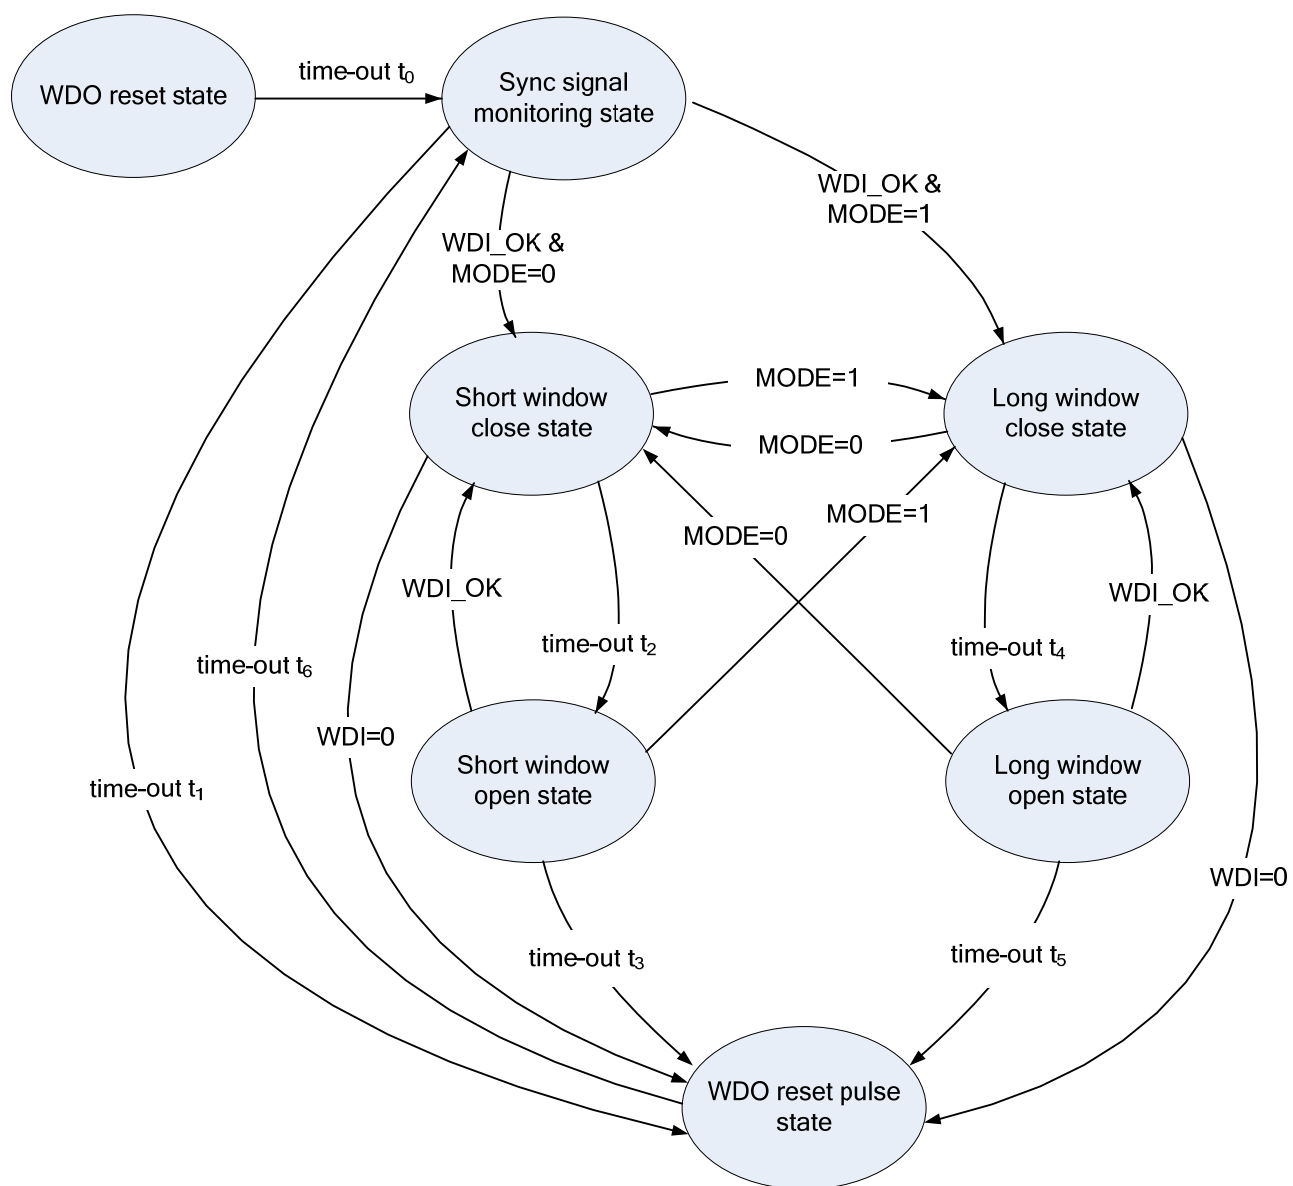 WDO reset state
time-out t₀
Sync signal
monitoring state
WDI_OK &
MODE=1
WDI_OK &
MODE=0
Short window
close state
MODE=1
MODE=0
Long window
close state
MODE=1
MODE=0
WDI_OK
WDI_OK
time-out t₂
time-out t₄
time-out t₆
WDI=0
time-out t₁
Short window
open state
Long window
open state
WDI=0
time-out t₃
time-out t₅
WDO reset pulse
state